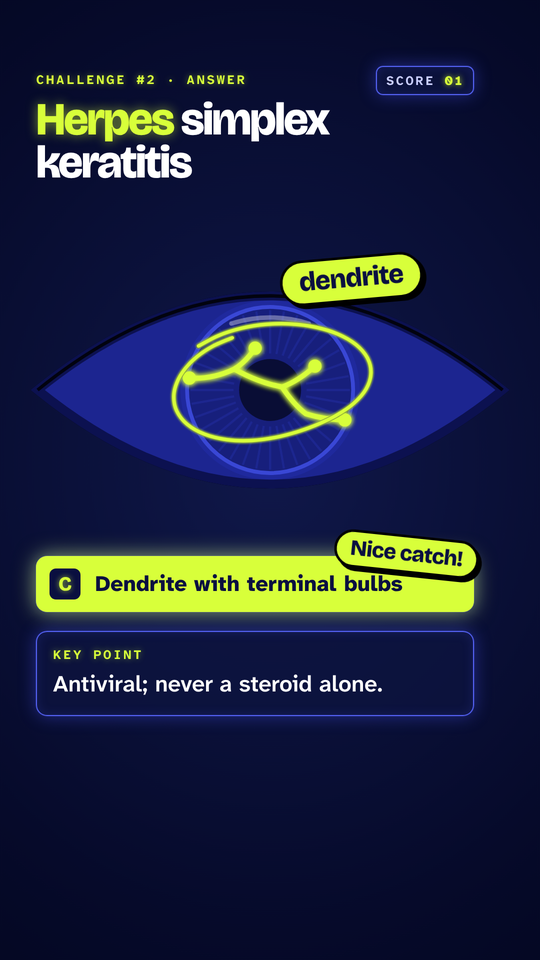 CHALLENGE #2 · ANSWER
SCORE 01
Herpes simplex
keratitis
dendrite
Nice catch!
C Dendrite with terminal bulbs
KEY POINT
Antiviral; never a steroid alone.